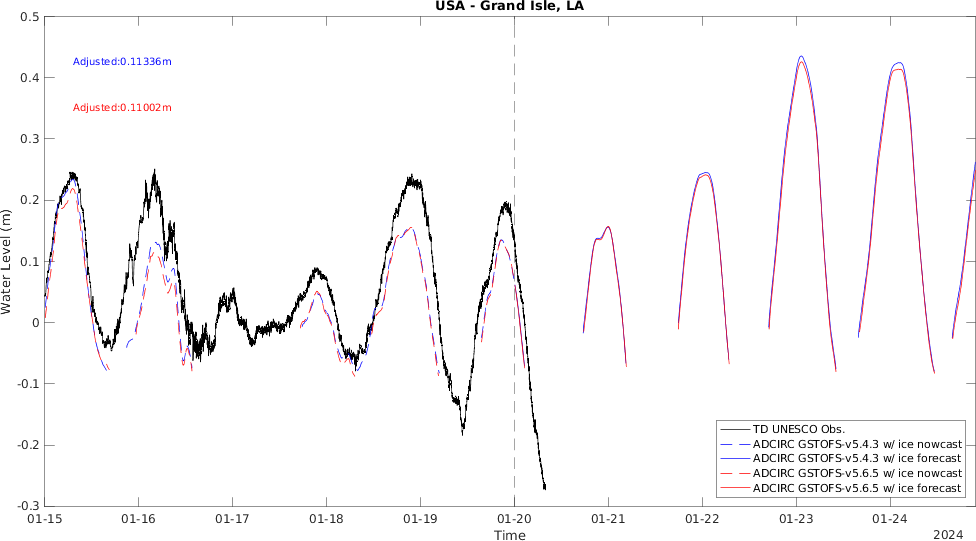 USA - Grand Isle, LA
0.5
0.4
0.3
0.2
0.1
0
-0.1
-0.2
-0.3
Water Level (m)
Adjusted:0.11336m
Adjusted:0.11002m
TD UNESCO Obs.
ADCIRC GSTOFS-v5.4.3 w/ ice nowcast
ADCIRC GSTOFS-v5.4.3 w/ ice forecast
ADCIRC GSTOFS-v5.6.5 w/ ice nowcast
ADCIRC GSTOFS-v5.6.5 w/ ice forecast
01-15 01-16 01-17 01-18 01-19 01-20 01-21 01-22 01-23 01-24
Time
2024